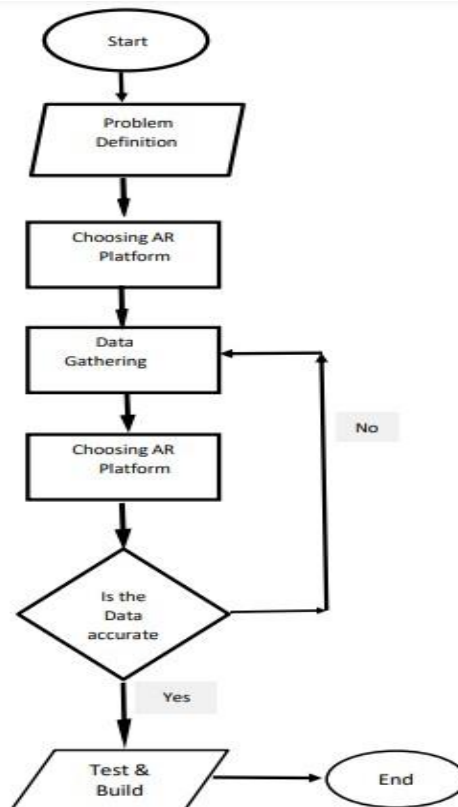 Start
Problem
Definition
Choosing AR
Platform
Data
Gathering
Choosing AR
Platform
No
Is the
Data
accurate
Yes
Test &
Build
End